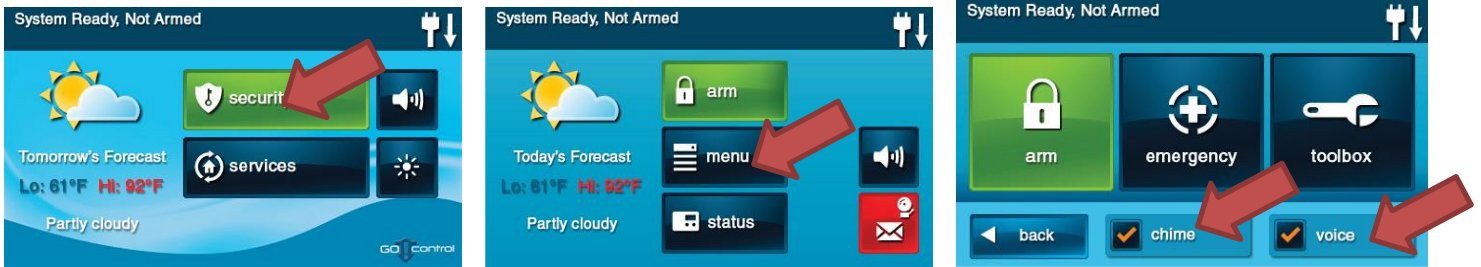 System Ready, Not Armed
security
services
Tomorrow's Forecast
Lo: 61°F Hi: 92°F
Partly cloudy
GO control
System Ready, Not Armed
arm
menu
status
Today's Forecast
Lo: 61°F Hi: 92°F
Partly cloudy
System Ready, Not Armed
arm
emergency
toolbox
back
chime
voice